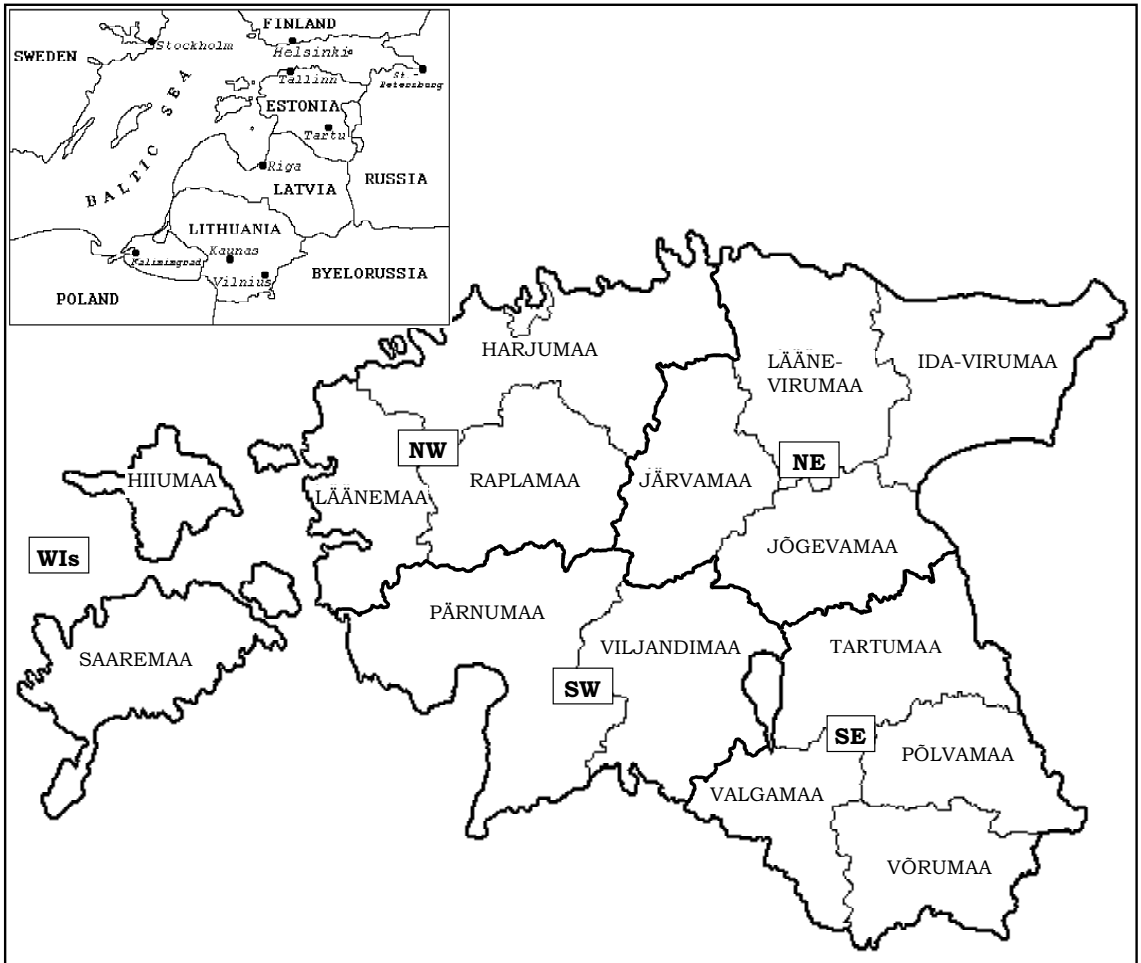 FINLAND
SWEDEN
Stockholm
Helsinki
St.-
Petersburg
Tallinn
ESTONIA
Tartu
BALTIC SEA
Riga
RUSSIA
LATVIA
LITHUANIA
Kaunas
Kaliningrad
Vilnius
BYELORUSSIA
POLAND
HARJUMAA
LÄÄNE-
VIRUMAA
IDA-VIRUMAA
NW
NE
HIIUMAA
LÄÄNEMAA
RAPLAMAA
JÄRVAMAA
WIs
JÕGEVAMAA
PÄRNUMAA
SAAREMAA
VILJANDIMAA
TARTUMAA
SW
SE
PÕLVAMAA
VALGAMAA
VÕRUMAA